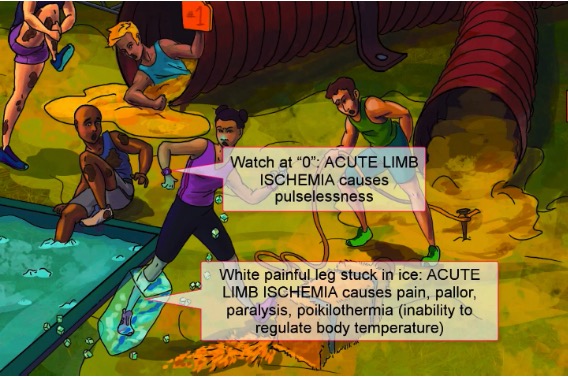 #1
Watch at “0”: ACUTE LIMB
ISCHEMIA causes
pulselessness
White painful leg stuck in ice: ACUTE
LIMB ISCHEMIA causes pain, pallor,
paralysis, poikilothermia (inability to
regulate body temperature)